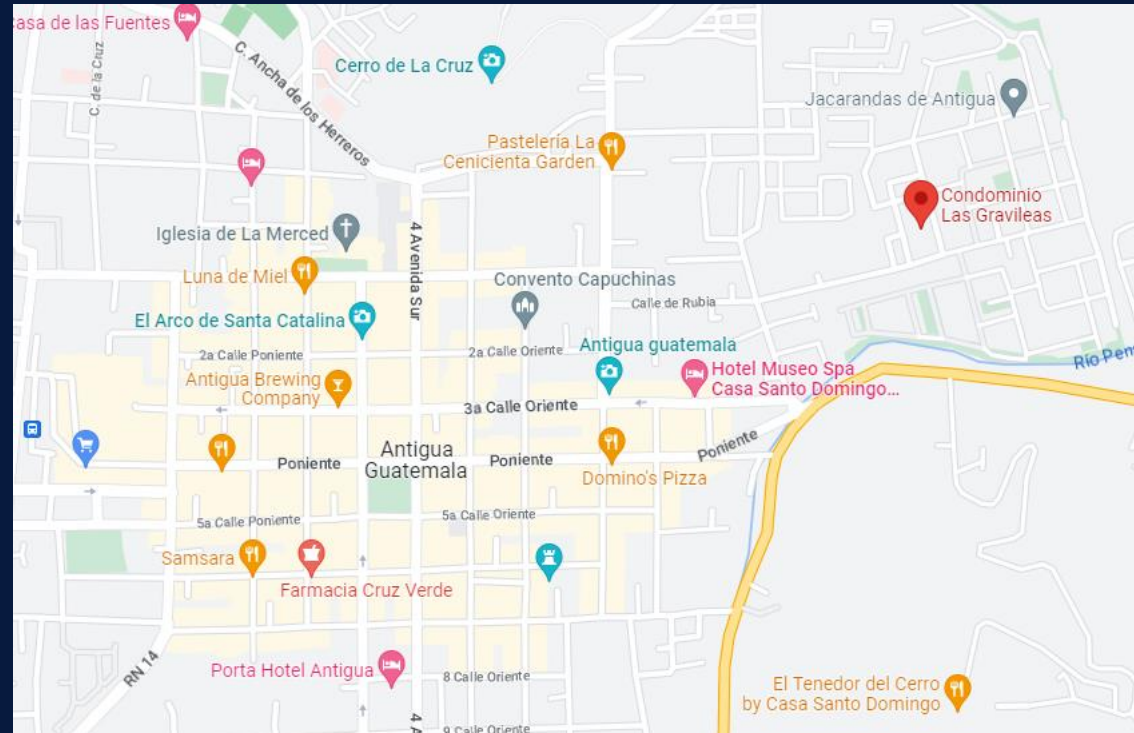 asa de las Fuentes
C. de la Cruz
C. Ancha de los Herreros
Cerro de La Cruz
Jacarandas de Antigua
Pastelería La
Cenicienta Garden
Condominio
Las Gravileas
Iglesia de La Merced
4 Avenida Sur
Luna de Miel
Convento Capuchinas
Calle de Rubia
El Arco de Santa Catalina
2a Calle Poniente
2a Calle Oriente
Antigua guatemala
Río Pen
Hotel Museo Spa
Casa Santo Domingo...
Antigua Brewing
Company
3a Calle Oriente
Antigua
Guatemala
Poniente
Poniente
Poniente
Domino's Pizza
5a Calle Poniente
5a Calle Oriente
Samsara
Farmacia Cruz Verde
RN 14
Porta Hotel Antigua
8 Calle Oriente
El Tenedor del Cerro
by Casa Santo Domingo
4 A
9 Calle Oriente